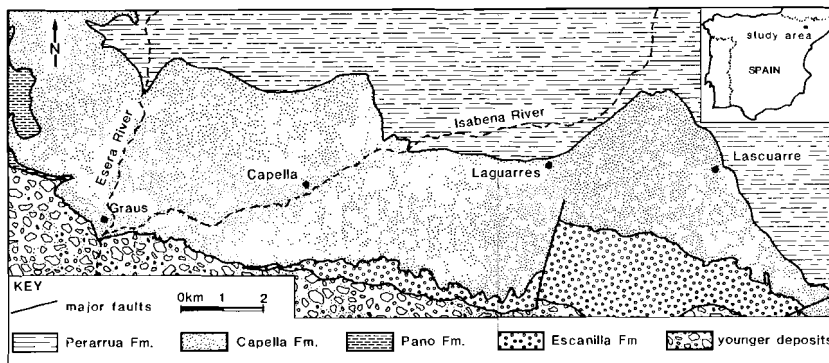 N
study area
SPAIN
Esera River
Isabena River
Capella
Laguarres
Lascuarre
Graus
KEY
major faults
0km 1 2
Perarrua Fm. Capella Fm. Pano Fm. Escanilla Fm younger deposits